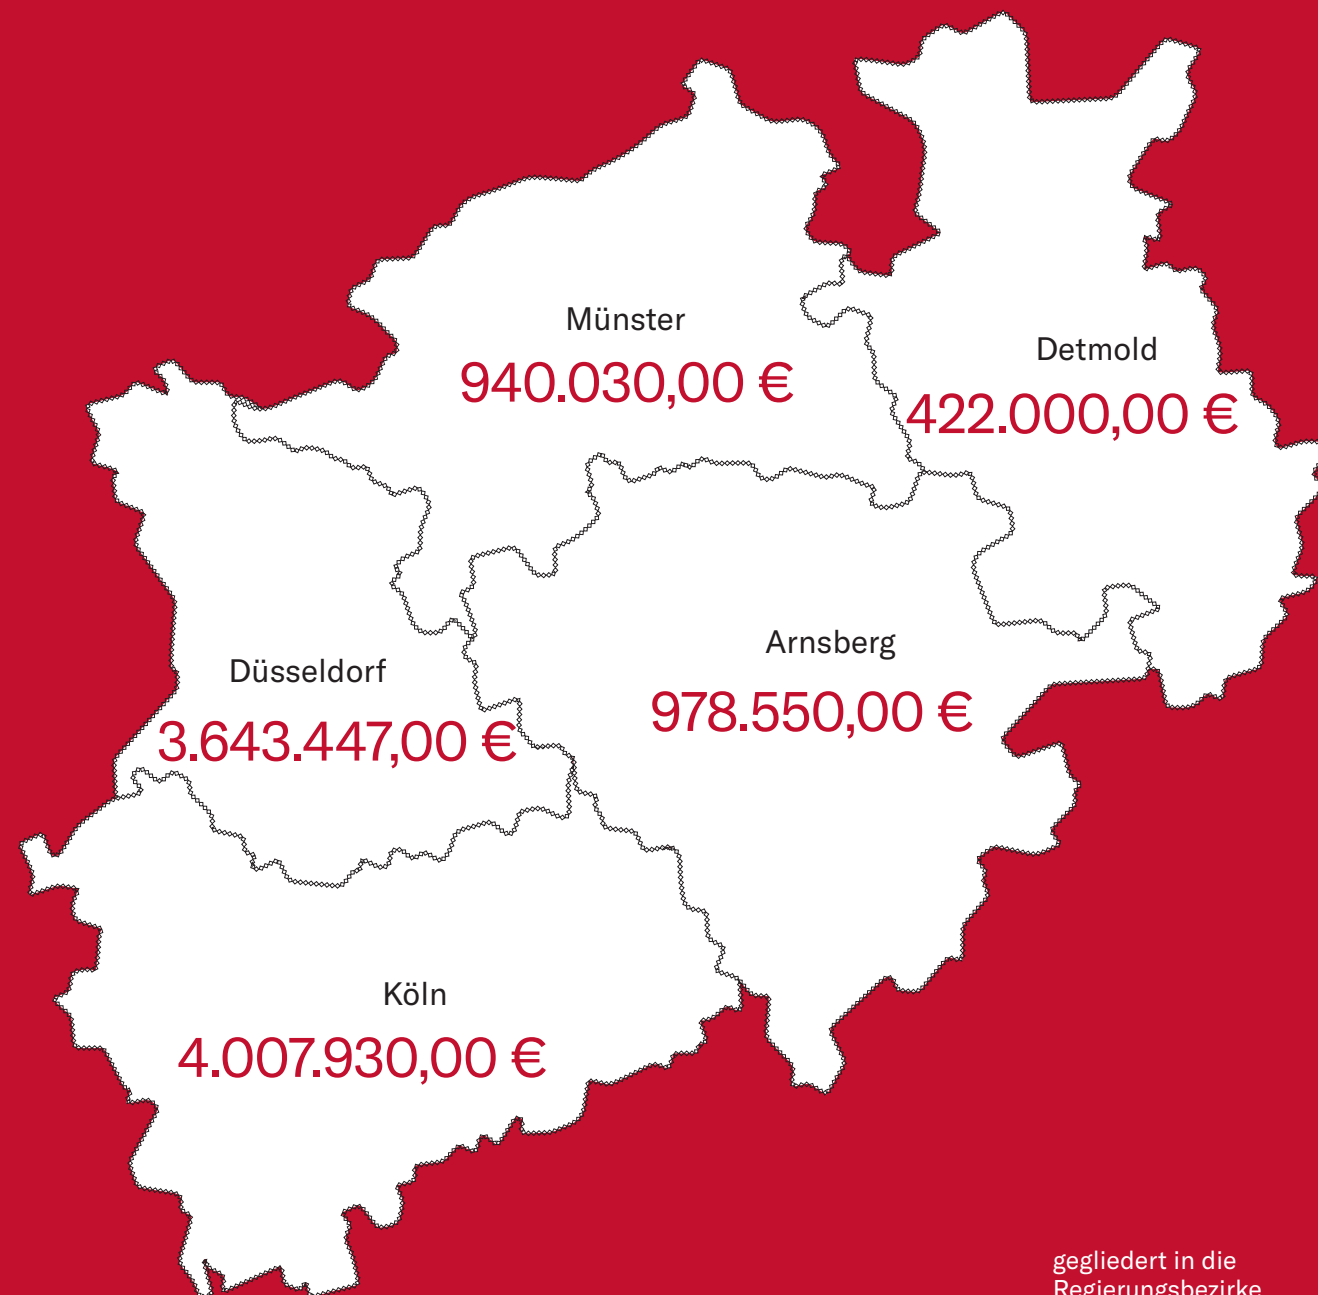 Münster
940.030,00 €
Detmold
422.000,00 €
Arnsberg
978.550,00 €
Düsseldorf
3.643.447,00 €
Köln
4.007.930,00 €
gegliedert in die
Regierungsbezirke